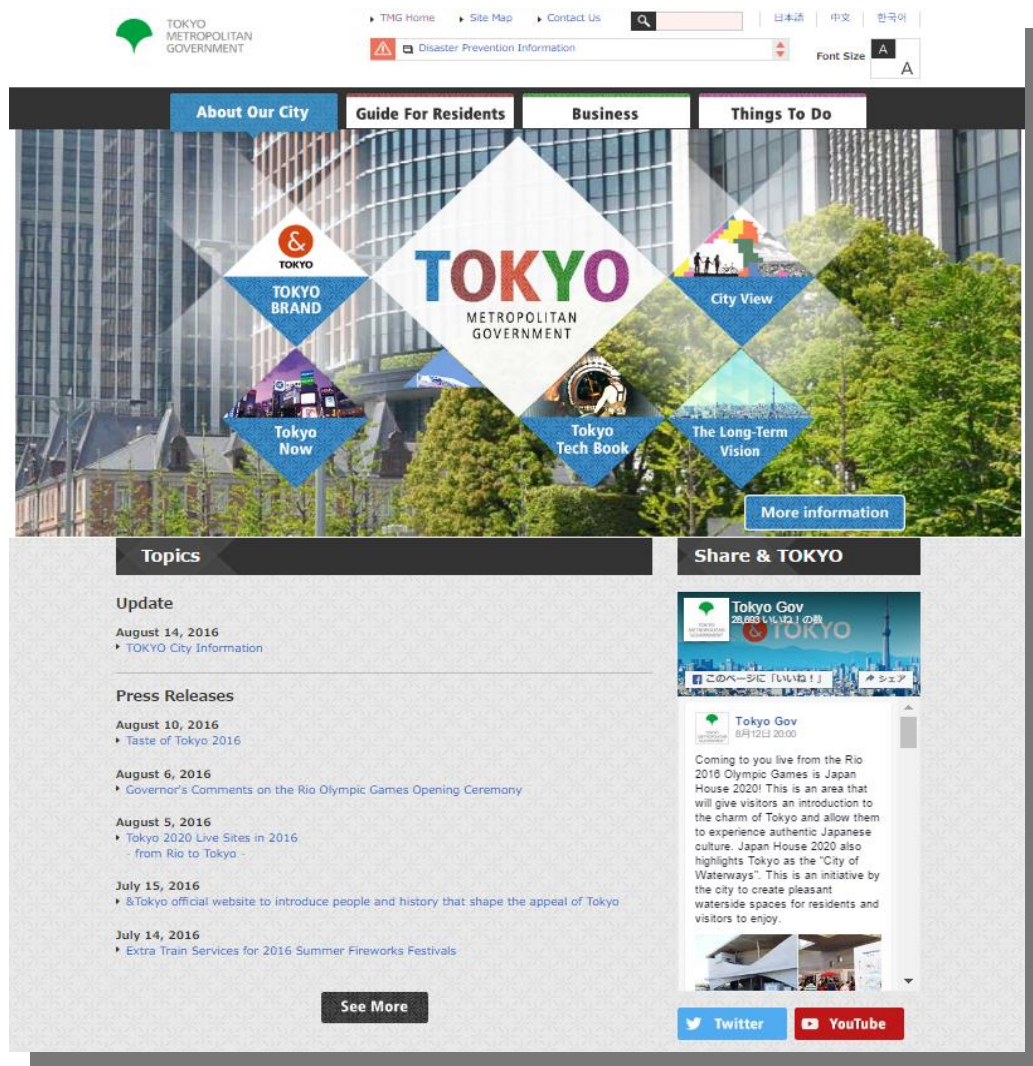 TOKYO
METROPOLITAN
GOVERNMENT
TMG Home Site Map Contact Us
日本語 中文 한국어
Disaster Prevention Information
Font Size A A
About Our City Guide For Residents Business Things To Do
&
TOKYO
TOKYO
BRAND
TOKYO
METROPOLITAN
GOVERNMENT
City View
Tokyo
Now
Tokyo
Tech Book
The Long-Term
Vision
More information
Topics
Update
August 14, 2016
TOKYO City Information
Press Releases
August 10, 2016
Taste of Tokyo 2016
August 6, 2016
Governor's Comments on the Rio Olympic Games Opening Ceremony
August 5, 2016
Tokyo 2020 Live Sites in 2016
- from Rio to Tokyo -
July 15, 2016
&Tokyo official website to introduce people and history that shape the appeal of Tokyo
July 14, 2016
Extra Train Services for 2016 Summer Fireworks Festivals
See More
Share & TOKYO
Tokyo Gov
いいね！の数
& TOKYO
このページに「いいね！」 シェア
Tokyo Gov
8月12日 20:00
Coming to you live from the Rio
2016 Olympic Games is Japan
House 2020! This is an area that
will give visitors an introduction to
the charm of Tokyo and allow them
to experience authentic Japanese
culture. Japan House 2020 also
highlights Tokyo as the "City of
Waterways". This is an initiative by
the city to create pleasant
waterside spaces for residents and
visitors to enjoy.
Twitter YouTube